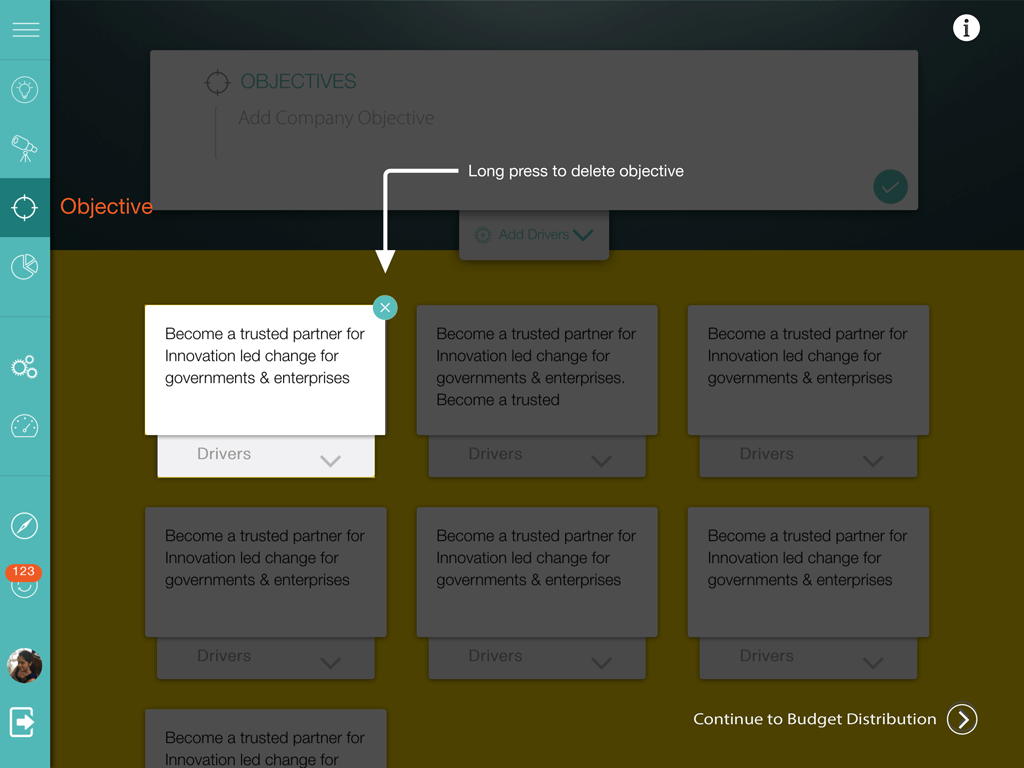 OBJECTIVES
Add Company Objective
Long press to delete objective
Objective
Add Drivers
Become a trusted partner for
Innovation led change for
governments & enterprises
Drivers
Become a trusted partner for
Innovation led change for
governments & enterprises.
Become a trusted
Drivers
Become a trusted partner for
Innovation led change for
governments & enterprises
Drivers
Become a trusted partner for
Innovation led change for
governments & enterprises
Drivers
Become a trusted partner for
Innovation led change for
governments & enterprises
Drivers
Become a trusted partner for
Innovation led change for
governments & enterprises
Drivers
123
Become a trusted partner for
Innovation led change for
Continue to Budget Distribution